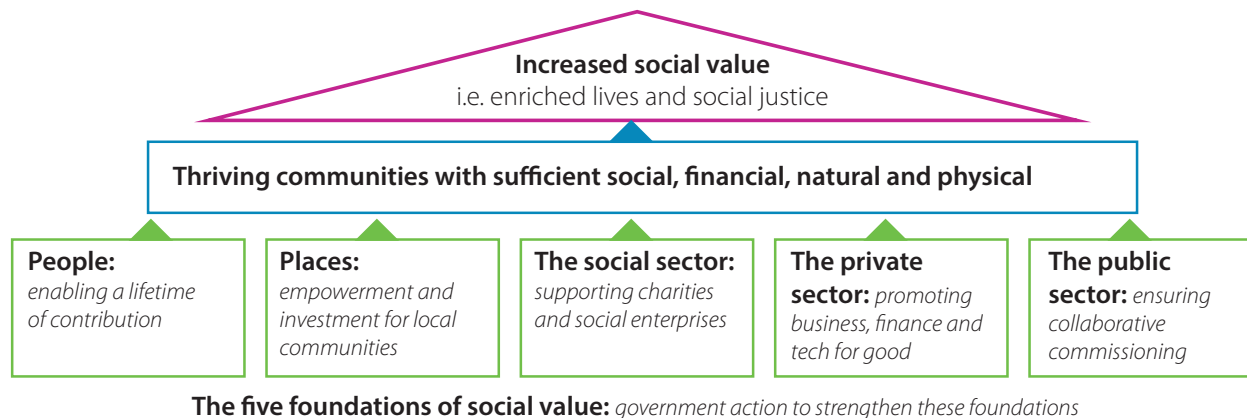 Increased social value
i.e. enriched lives and social justice
Thriving communities with sufficient social, financial, natural and physical
People:
enabling a lifetime
of contribution
Places:
empowerment and
investment for local
communities
The social sector:
supporting charities
and social enterprises
The private
sector: promoting
business, finance and
tech for good
The public
sector: ensuring
collaborative
commissioning
The five foundations of social value: government action to strengthen these foundations